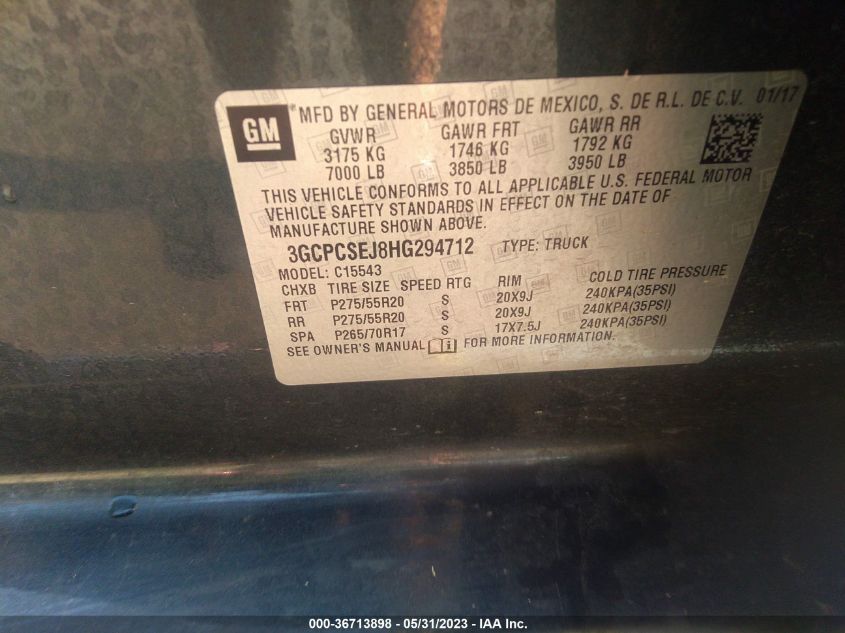 GM
*MFD BY GENERAL MOTORS DE MEXICO, S. DE R.L. DE C.V. 01/17
GVWR GAWR FRT GAWR RR
3175 KG 1746 KG 1792 KG
7000 LB 3850 LB 3950 LB
THIS VEHICLE CONFORMS TO ALL APPLICABLE U.S. FEDERAL MOTOR
VEHICLE SAFETY STANDARDS IN EFFECT ON THE DATE OF
MANUFACTURE SHOWN ABOVE.
3GCPCSEJ8HG294712 TYPE: TRUCK
MODEL: C15543
CHXB TIRE SIZE SPEED RTG RIM COLD TIRE PRESSURE
FRT P275/55R20 S 20X9J 240KPA(35PSI)
RR P275/55R20 S 20X9J 240KPA(35PSI)
SPA P265/70R17 S 17X7.5J 240KPA(35PSI)
SEE OWNER'S MANUAL FOR MORE INFORMATION.
000-36713898 - 05/31/2023 - IAA Inc.